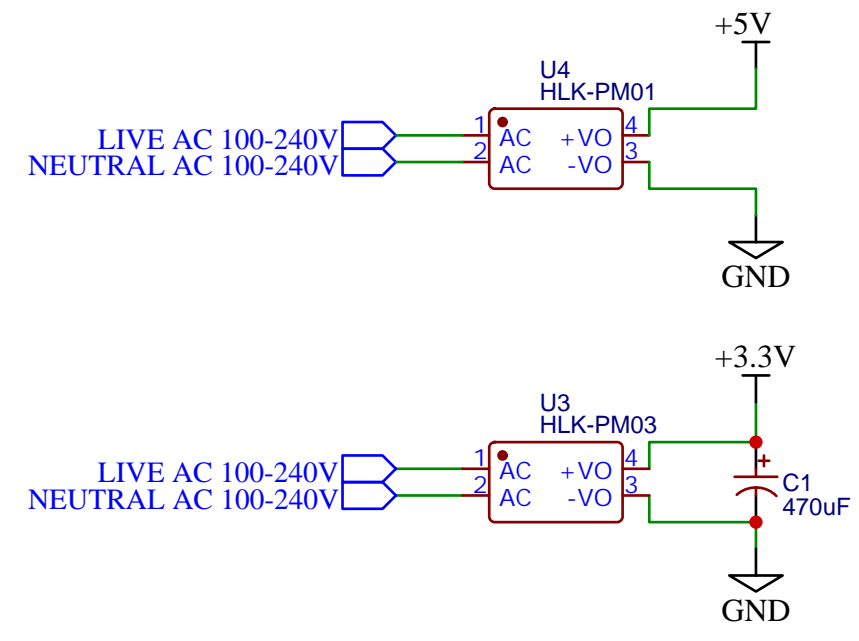 +5V
U4
HLK-PM01
LIVE AC 100-240V
1
AC
+VO
4
NEUTRAL AC 100-240V
2
AC
-VO
3
GND
+3.3V
U3
HLK-PM03
LIVE AC 100-240V
1
AC
+VO
4
NEUTRAL AC 100-240V
2
AC
-VO
3
+
C1
470uF
GND